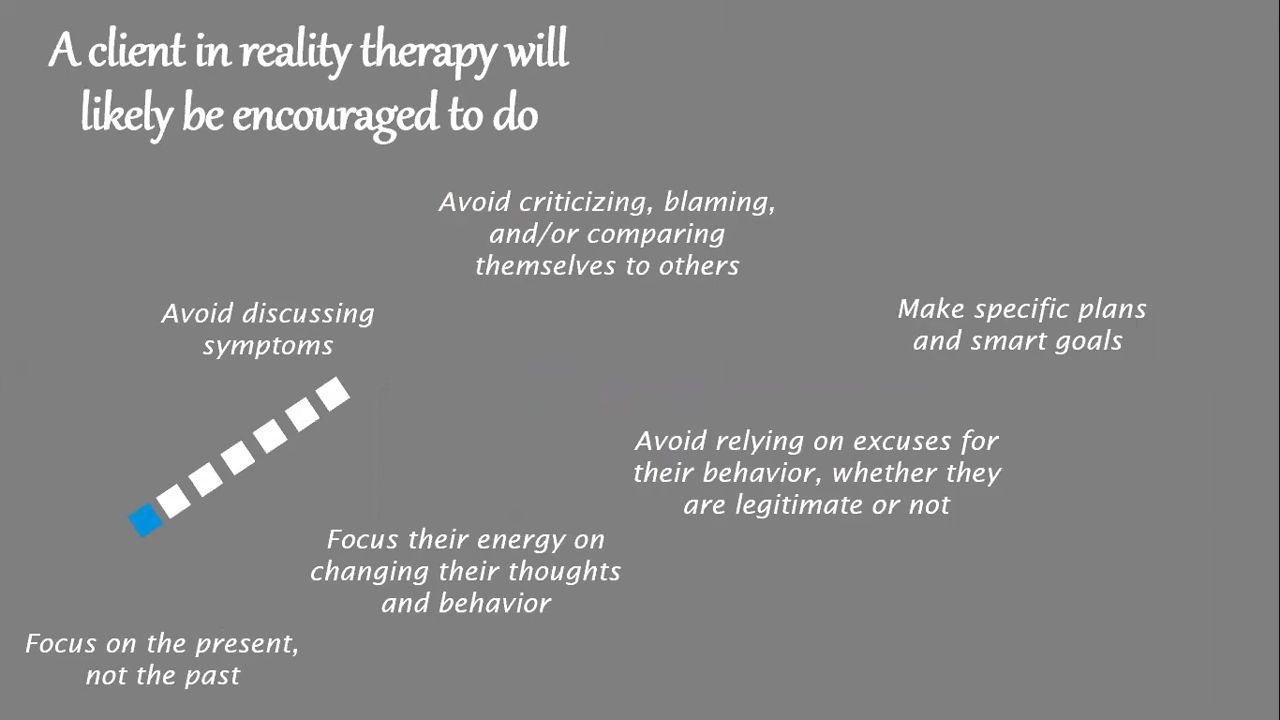 A client in reality therapy will
likely be encouraged to do
Avoid criticizing, blaming,
and/or comparing
themselves to others
Avoid discussing
symptoms
Make specific plans
and smart goals
Avoid relying on excuses for
their behavior, whether they
are legitimate or not
Focus their energy on
changing their thoughts
and behavior
Focus on the present,
not the past